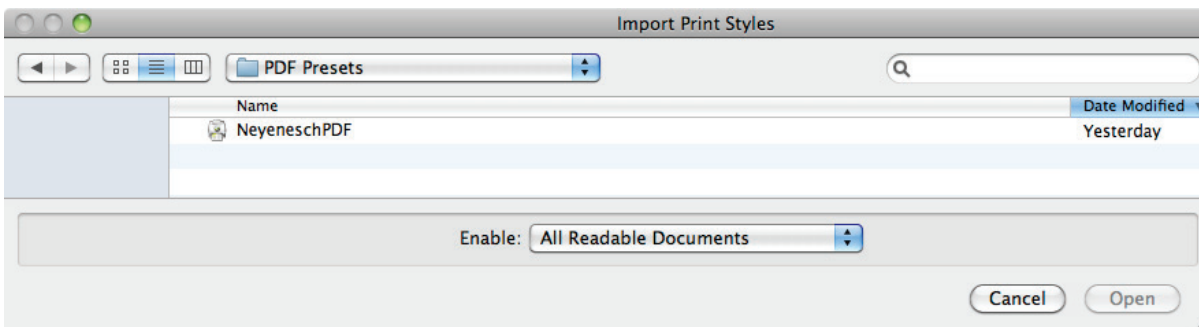 Import Print Styles
PDF Presets
Name Date Modified
NeyeneschPDF Yesterday
Enable: All Readable Documents
Cancel Open